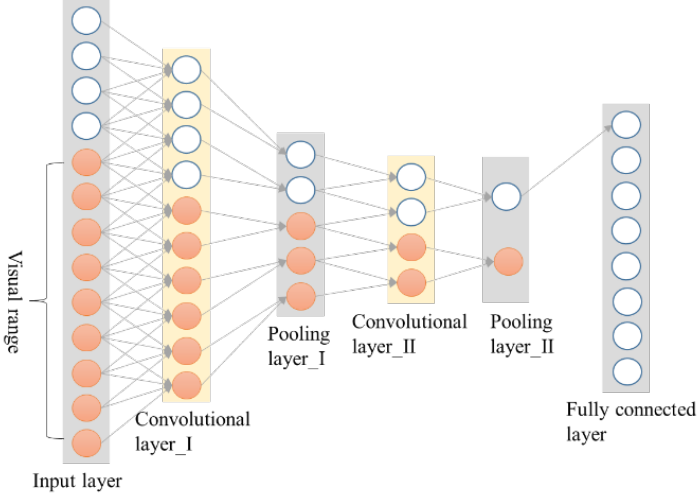 Visual range
Input layer
Convolutional
layer_I
Pooling
layer_I
Convolutional
layer_II
Pooling
layer_II
Fully connected
layer